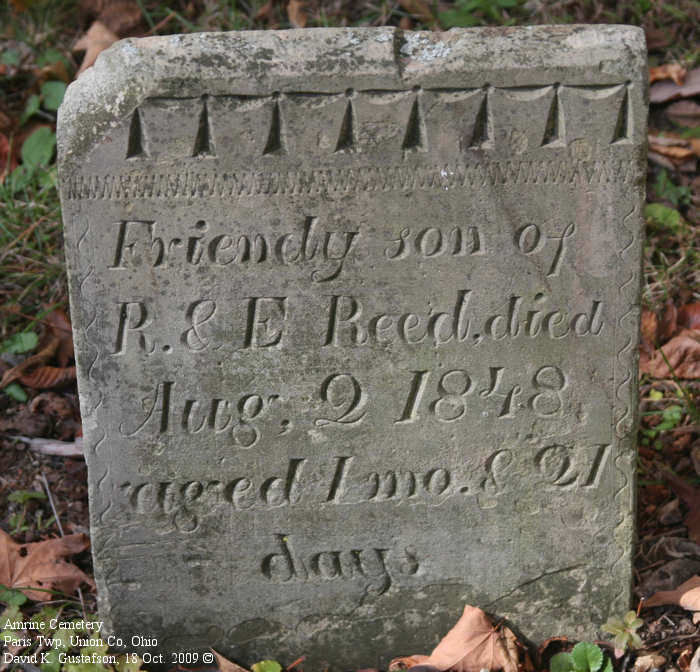 Friendy son of
R. & E Reed, died
Aug, 2 1848,
aged 1 mo. & 21
days
Amrine Cemetery
Paris Twp, Union Co, Ohio
David K. Gustafson, 18 Oct. 2009 ©